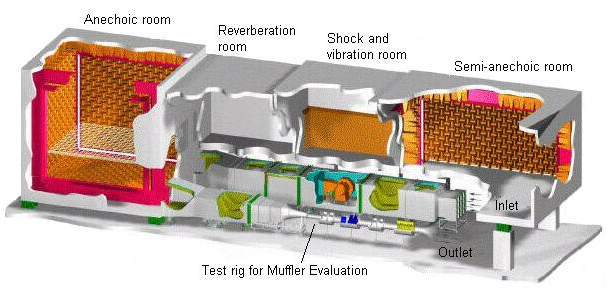 Anechoic room
Reverberation
room
Shock and
vibration room
Semi-anechoic room
Inlet
Outlet
Test rig for Muffler Evaluation